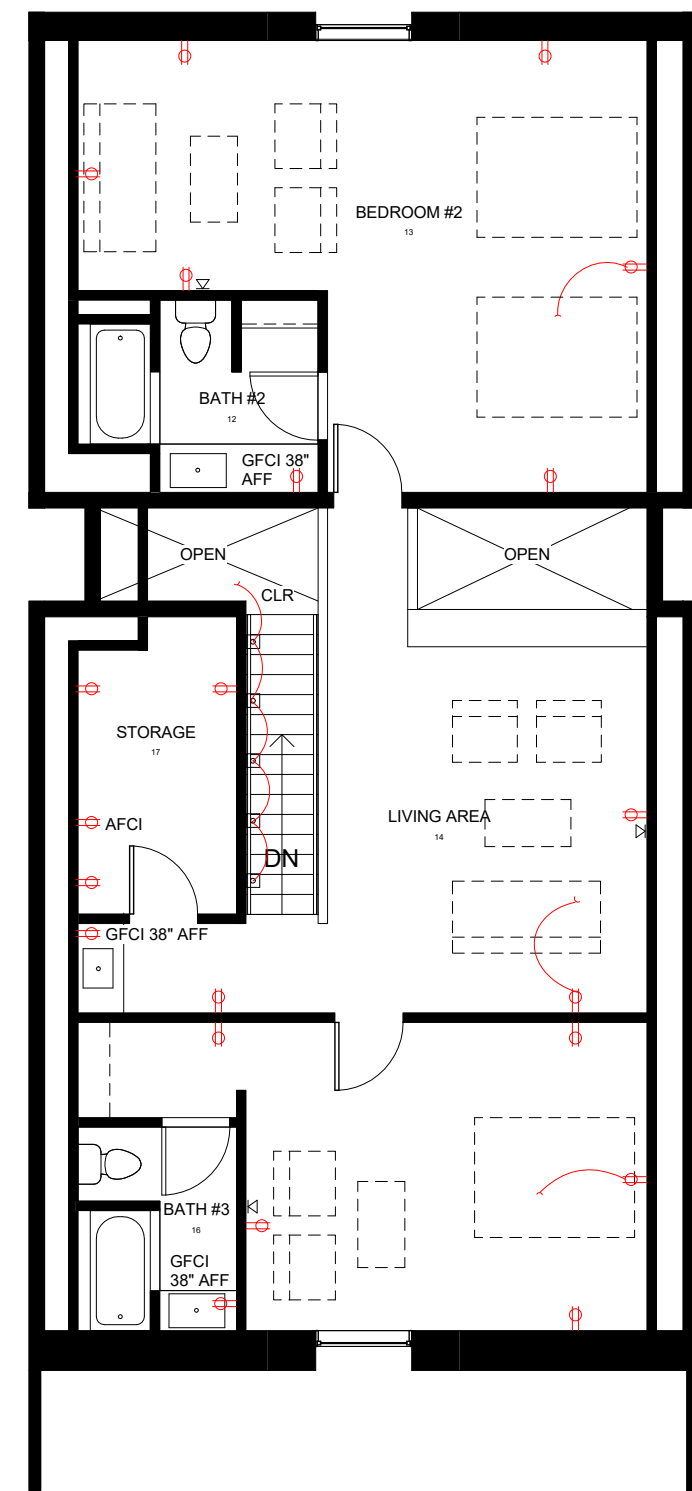 BEDROOM #2
13
BATH #2
12
GFCI 38"
AFF
OPEN
OPEN
CLR
STORAGE
17
LIVING AREA
14
AFCI
DN
GFCI 38" AFF
BATH #3
16
GFCI
38" AFF